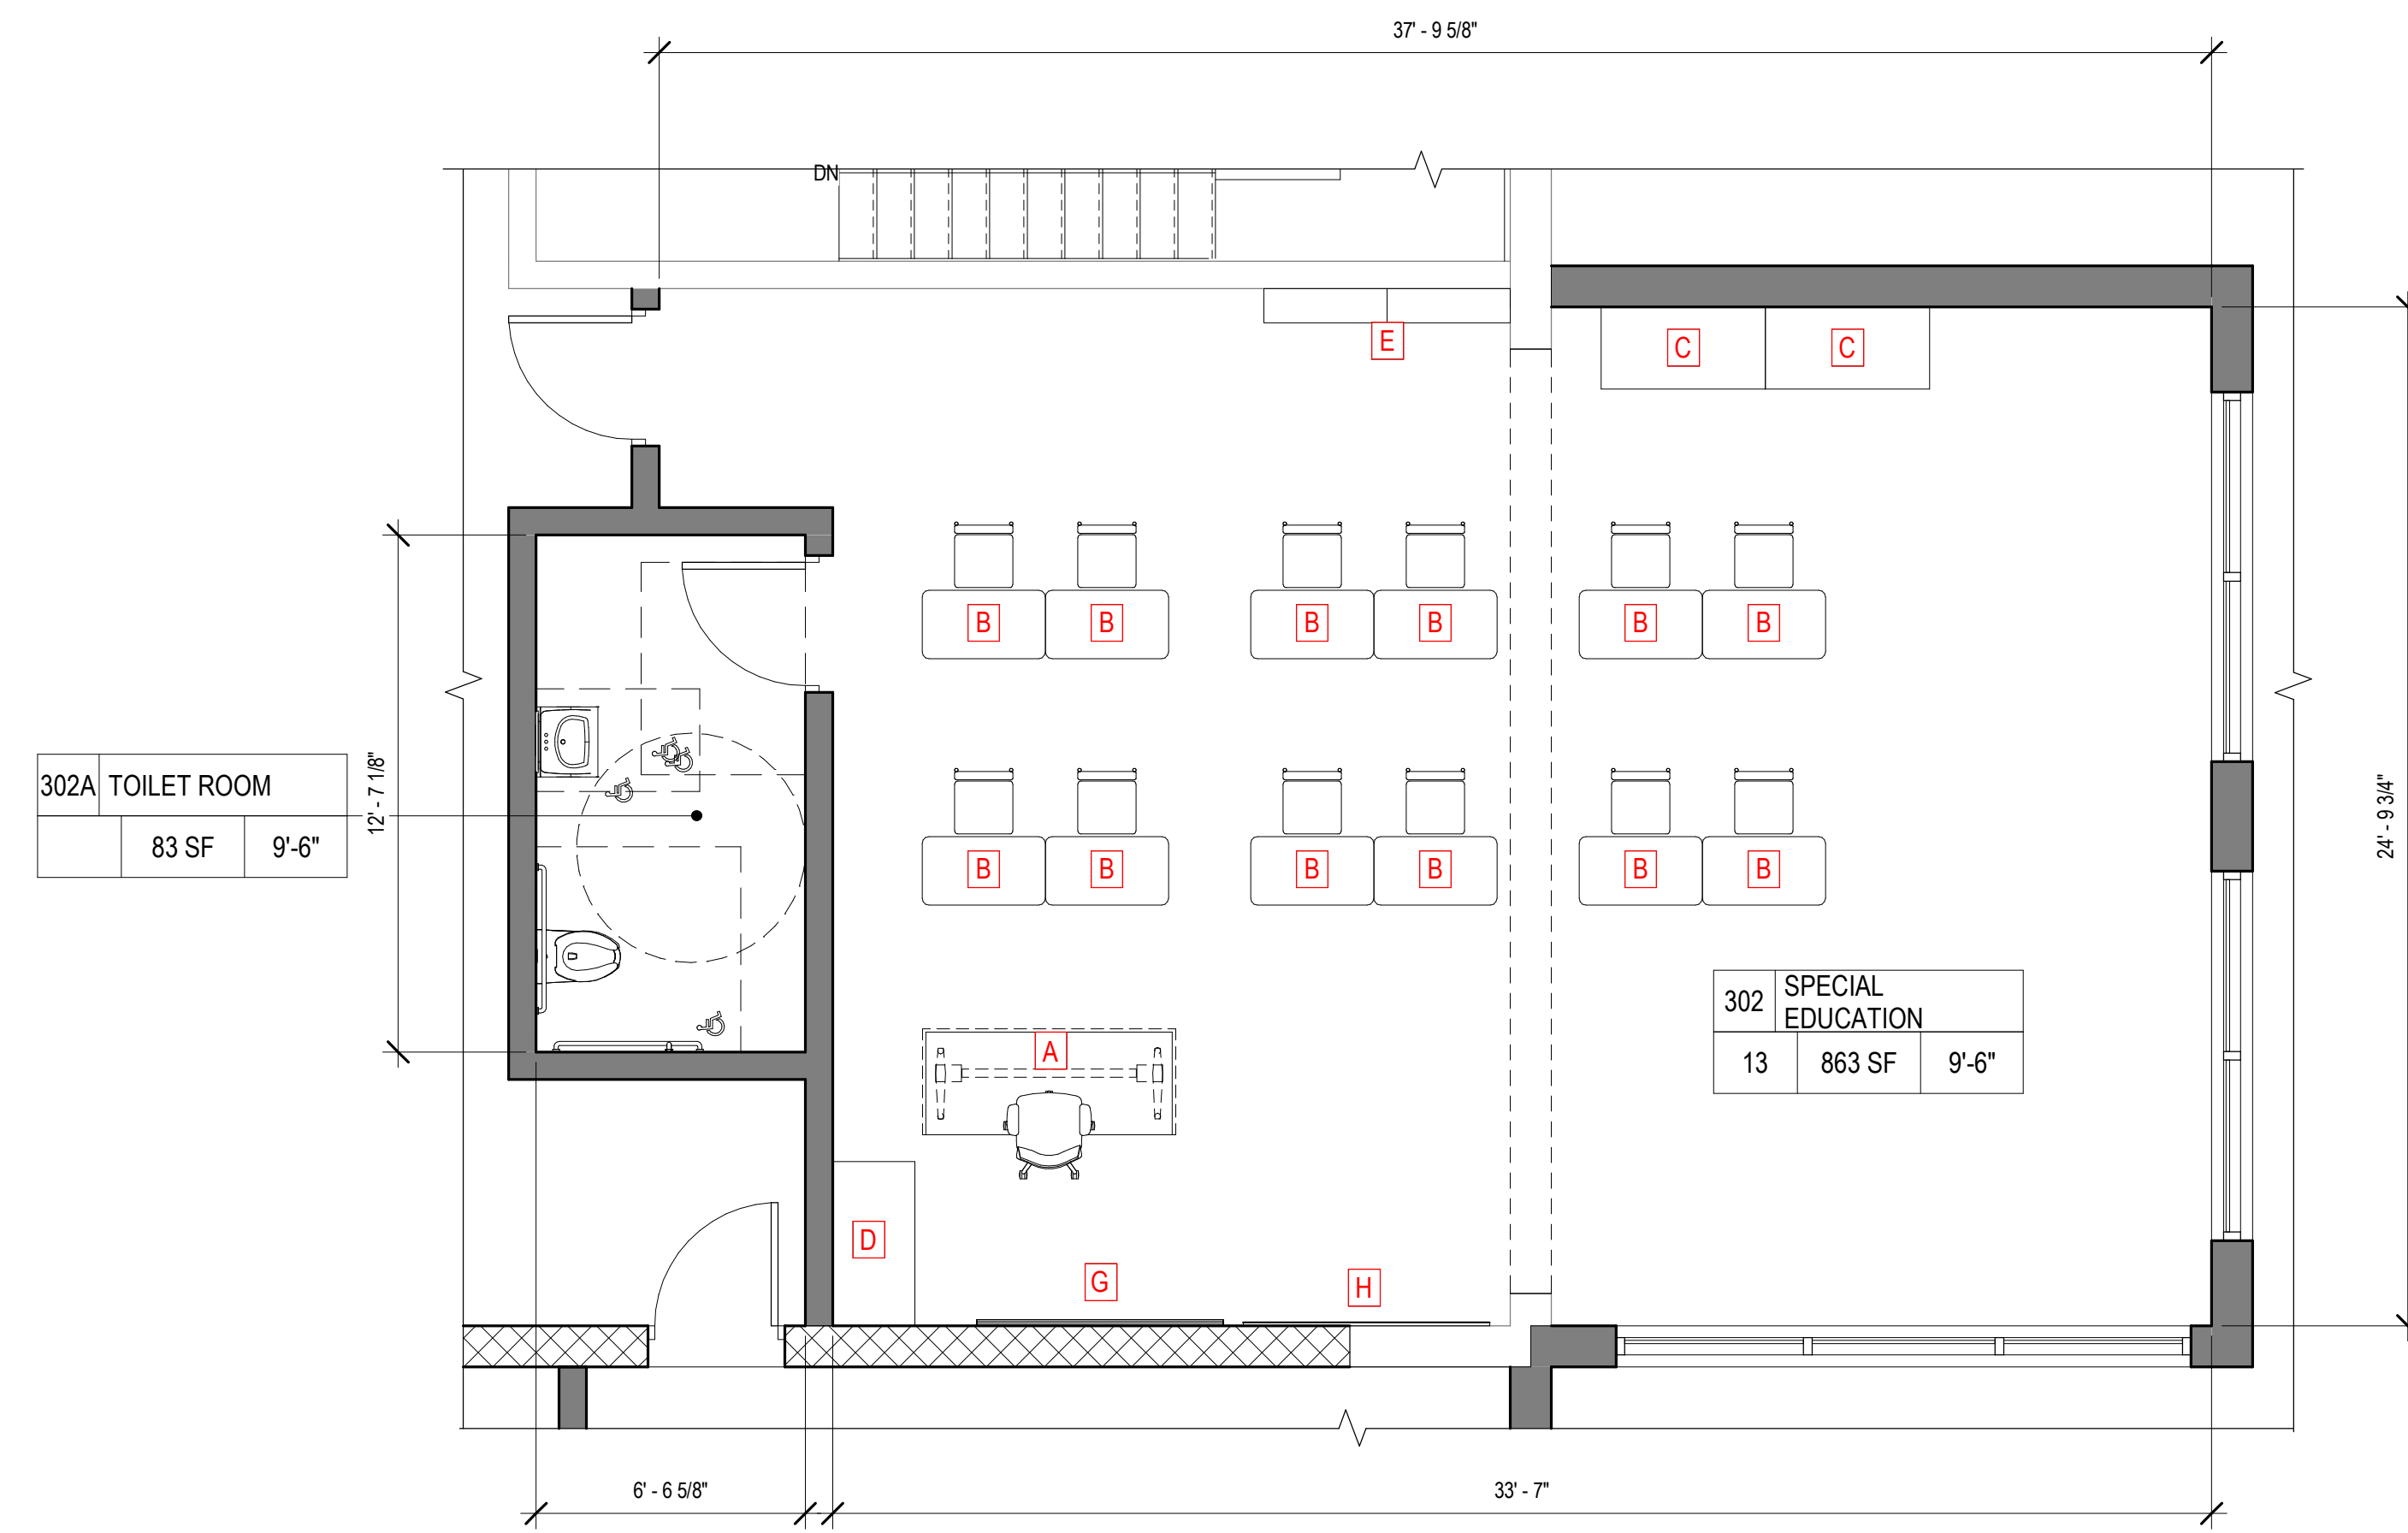 37' - 9 5/8"
DN
E
C
C
B
B
B
B
B
B
302A
TOILET ROOM
83 SF
9'-6"
12' - 7 1/8"
24' - 9 3/4"
B
B
B
B
B
B
302
SPECIAL
EDUCATION
13
863 SF
9'-6"
A
D
G
H
6' - 6 5/8"
33' - 7"